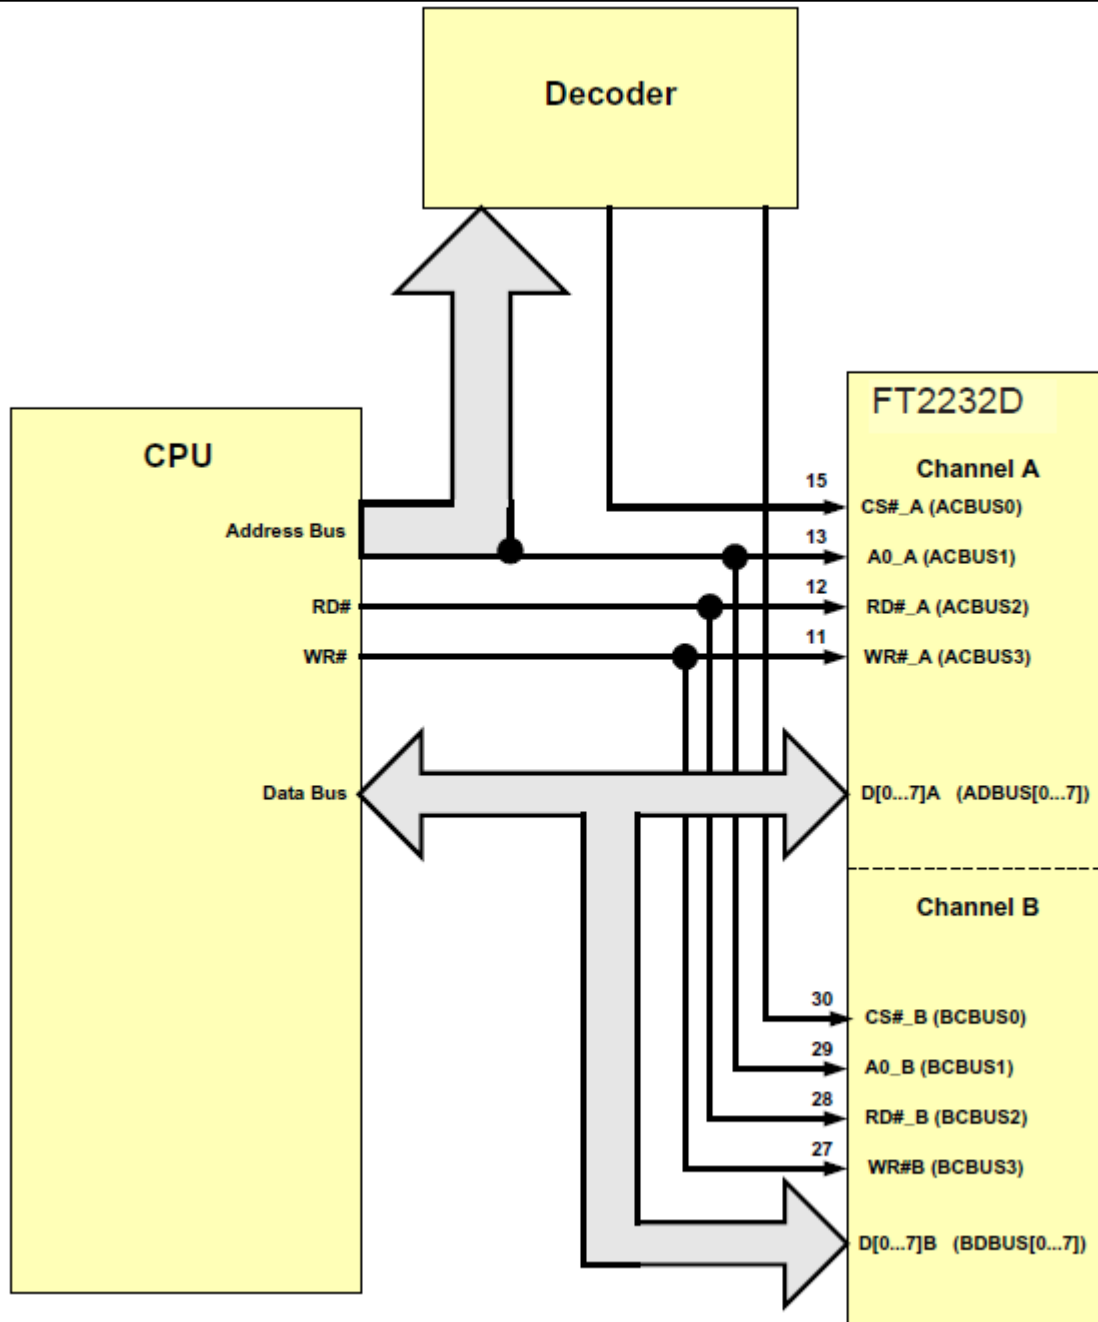 Decoder
FT2232D
CPU
Channel A
15
CS#_A (ACBUS0)
Address Bus
13
A0_A (ACBUS1)
12
RD#
RD#_A (ACBUS2)
11
WR#
WR#_A (ACBUS3)
Data Bus
D[0...7]A (ADBUS[0...7])
Channel B
30
CS#_B (BCBUS0)
29
A0_B (BCBUS1)
28
RD#_B (BCBUS2)
27
WR#B (BCBUS3)
D[0...7]B (BDBUS[0...7])